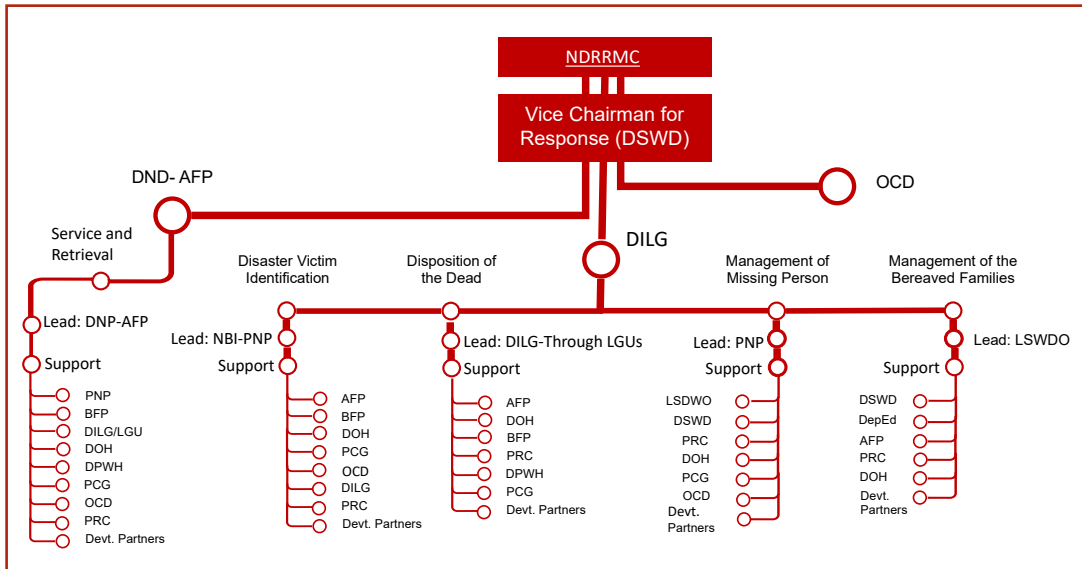 NDRRMC
Vice Chairman for
Response (DSWD)
DND- AFP
OCD
DILG
Service and
Retrieval
Lead: DNP-AFP
Support
PNP
BFP
DILG/LGU
DOH
DPWH
PCG
OCD
PRC
Devt. Partners
Disaster Victim
Identification
Lead: NBI-PNP
Support
AFP
BFP
DOH
PCG
OCD
DILG
PRC
Devt. Partners
Disposition of
the Dead
Lead: DILG-Through LGUs
Support
AFP
DOH
BFP
PRC
DPWH
PCG
Devt. Partners
Management of
Missing Person
Lead: PNP
Support
LSDWO
DSWD
PRC
DOH
PCG
OCD
Devt.
Partners
Management of the
Bereaved Families
Lead: LSWDO
Support
DSWD
DepEd
AFP
PRC
DOH
Devt.
Partners